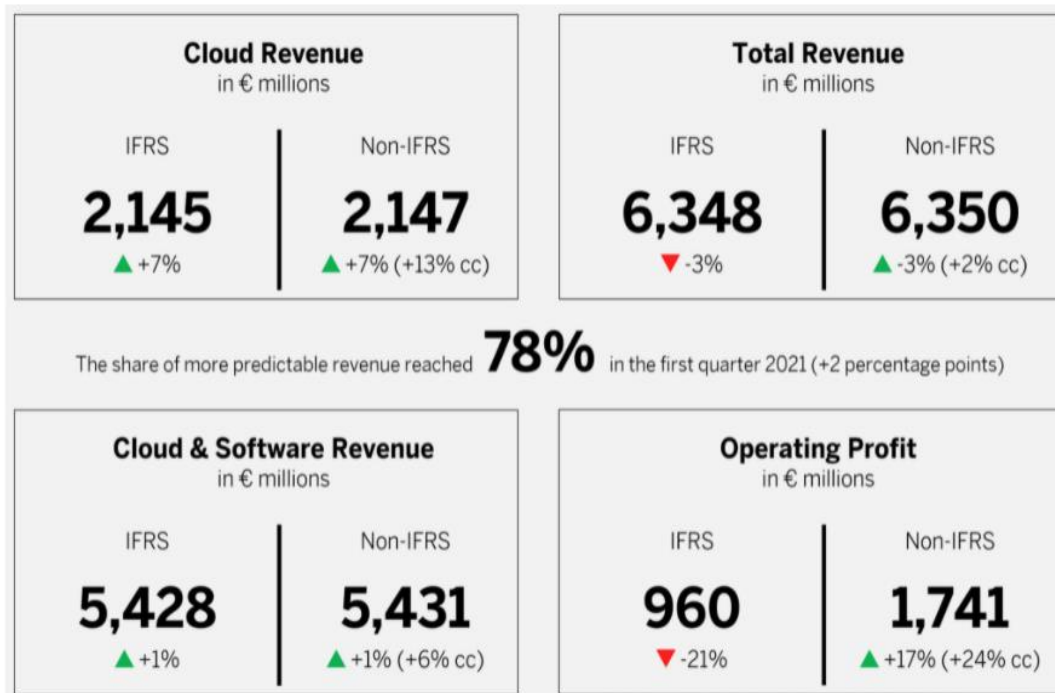 Cloud Revenue
in € millions
IFRS
Non-IFRS
2,145
2,147
▲ +7%
▲ +7% (+13% cc)
Total Revenue
in € millions
IFRS
Non-IFRS
6,348
6,350
▼ -3%
▲ -3% (+2% cc)
The share of more predictable revenue reached 78% in the first quarter 2021 (+2 percentage points)
Cloud & Software Revenue
in € millions
IFRS
Non-IFRS
5,428
5,431
▲ +1%
▲ +1% (+6% cc)
Operating Profit
in € millions
IFRS
Non-IFRS
960
1,741
▼ -21%
▲ +17% (+24% cc)